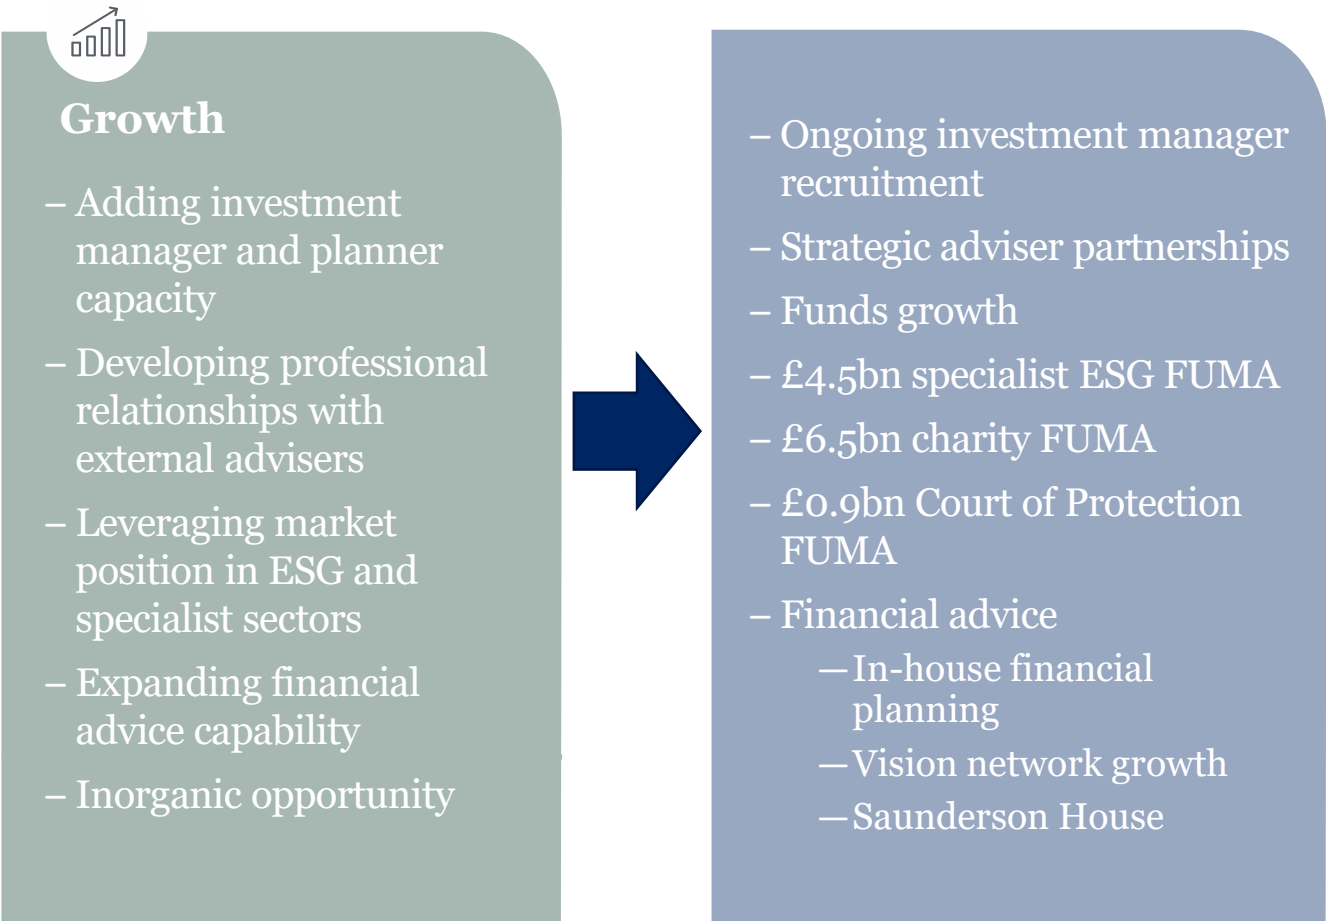 Growth
– Adding investment
manager and planner
capacity
– Developing professional
relationships with
external advisers
– Leveraging market
position in ESG and
specialist sectors
– Expanding financial
advice capability
– Inorganic opportunity
– Ongoing investment manager
recruitment
– Strategic adviser partnerships
– Funds growth
– £4.5bn specialist ESG FUMA
– £6.5bn charity FUMA
– £0.9bn Court of Protection
FUMA
– Financial advice
— In-house financial
planning
— Vision network growth
— Saunderson House